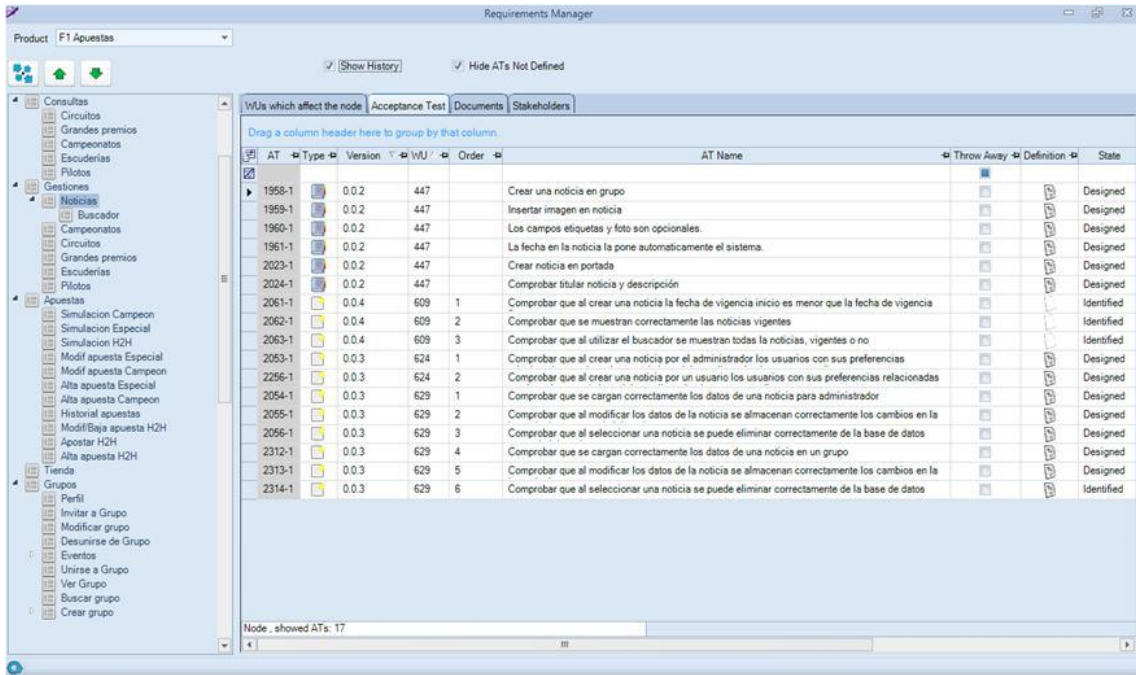 Requirements Manager
Product F1 Apuestas
Show History Hide ATs Not Defined
Consultas
Circuitos
Grandes premios
Campeonatos
Escuderías
Pilotos
Gestiones
Noticias
Buscador
Campeonatos
Circuitos
Grandes premios
Escuderías
Pilotos
Apuestas
Simulacion Campeon
Simulacion Especial
Simulacion H2H
Modif apuesta Especial
Modif apuesta Campeon
Alta apuesta Especial
Alta apuesta Campeon
Historial apuestas
Modif/Baja apuesta H2H
Apostar H2H
Alta apuesta H2H
Tienda
Grupos
Perfil
Invitar a Grupo
Modificar grupo
Desunirse de Grupo
Eventos
Unirse a Grupo
Ver Grupo
Buscar grupo
Crear grupo
WUs which affect the node Acceptance Test Documents Stakeholders
Drag a column header here to group by that column.
AT Type Version WU Order AT Name Throw Away Definition State
1958-1 0.0.2 447 Crear una noticia en grupo Designed
1959-1 0.0.2 447 Insertar imagen en noticia Designed
1960-1 0.0.2 447 Los campos etiquetas y foto son opcionales. Designed
1961-1 0.0.2 447 La fecha en la noticia la pone automaticamente el sistema. Designed
2023-1 0.0.2 447 Crear noticia en portada Designed
2024-1 0.0.2 447 Comprobar titular noticia y descripción Designed
2061-1 0.0.4 609 1 Comprobar que al crear una noticia la fecha de vigencia inicio es menor que la fecha de vigencia Identified
2062-1 0.0.4 609 2 Comprobar que se muestran correctamente las noticias vigentes Identified
2063-1 0.0.4 609 3 Comprobar que al utilizar el buscador se muestran todas la noticias, vigentes o no Identified
2053-1 0.0.3 624 1 Comprobar que al crear una noticia por el administrador los usuarios con sus preferencias Designed
2256-1 0.0.3 624 2 Comprobar que al crear una noticia por un usuario los usuarios con sus preferencias relacionadas Designed
2054-1 0.0.3 629 1 Comprobar que se cargan correctamente los datos de una noticia para administrador Designed
2055-1 0.0.3 629 2 Comprobar que al modificar los datos de la noticia se almacenan correctamente los cambios en la Designed
2056-1 0.0.3 629 3 Comprobar que al seleccionar una noticia se puede eliminar correctamente de la base de datos Designed
2312-1 0.0.3 629 4 Comprobar que se cargan correctamente los datos de una noticia en un grupo Designed
2313-1 0.0.3 629 5 Comprobar que al modificar los datos de la noticia se almacenan correctamente los cambios en la Designed
2314-1 0.0.3 629 6 Comprobar que al seleccionar una noticia se puede eliminar correctamente de la base de datos Identified
Node , showed ATs: 17